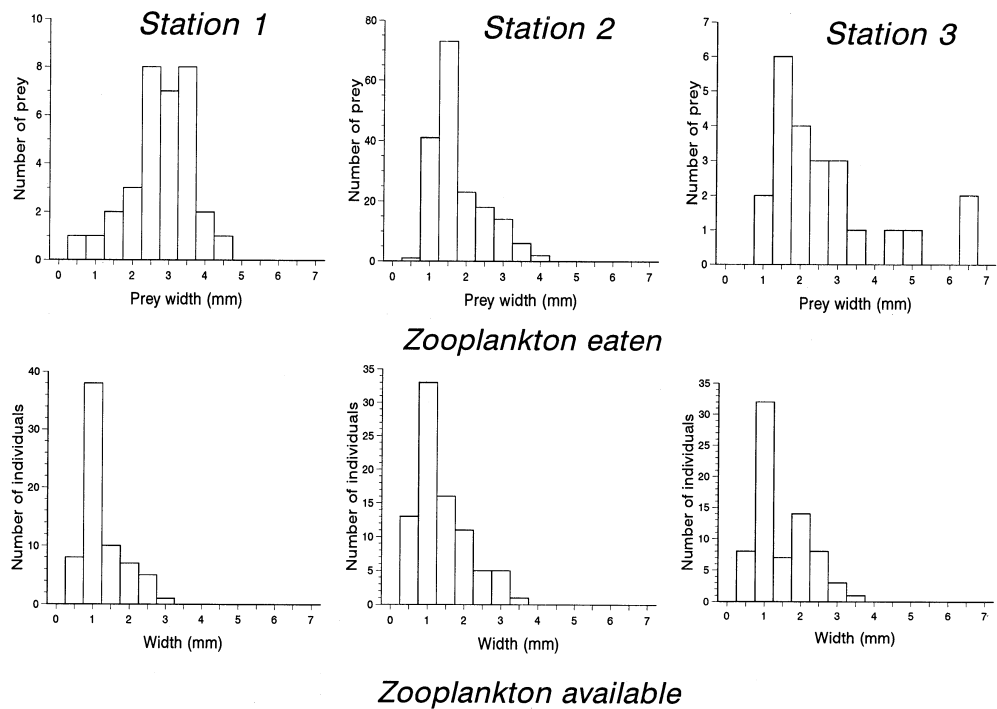 Station 1
Station 2
Station 3
10
8
6
4
2
0
Number of prey
0 1 2 3 4 5 6 7
Prey width (mm)
80
60
40
20
0
Number of prey
0 1 2 3 4 5 6 7
Prey width (mm)
7
6
5
4
3
2
1
0
Number of prey
0 1 2 3 4 5 6 7
Prey width (mm)
Zooplankton eaten
40
30
20
10
0
Number of individuals
0 1 2 3 4 5 6 7
Width (mm)
35
30
25
20
15
10
5
0
Number of individuals
0 1 2 3 4 5 6 7
Width (mm)
35
30
25
20
15
10
5
0
Number of individuals
0 1 2 3 4 5 6 7
Width (mm)
Zooplankton available